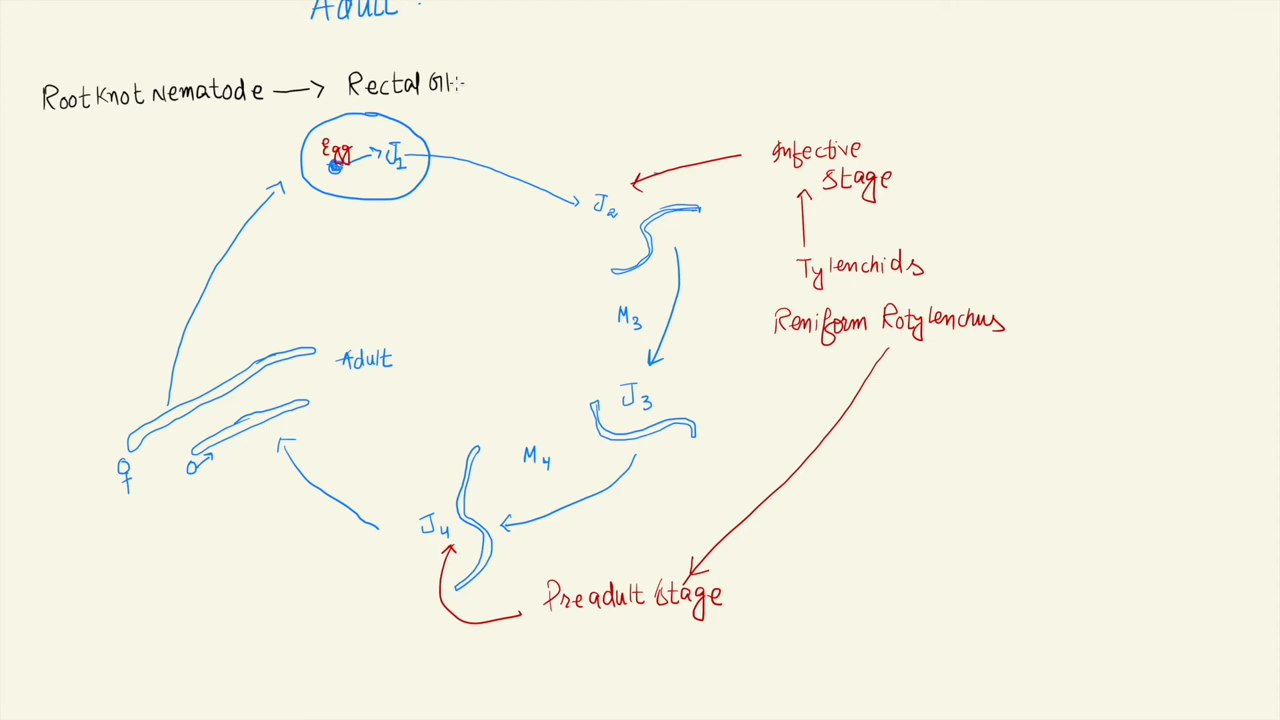 Adult .
Root Knot Nematode → Rectal
Egg → J1
Infective
stage
J2
Tylenchids
M3
Reniform Rotylenchus
Adult
J3
M4
♀ ♂
J4
Preadult stage